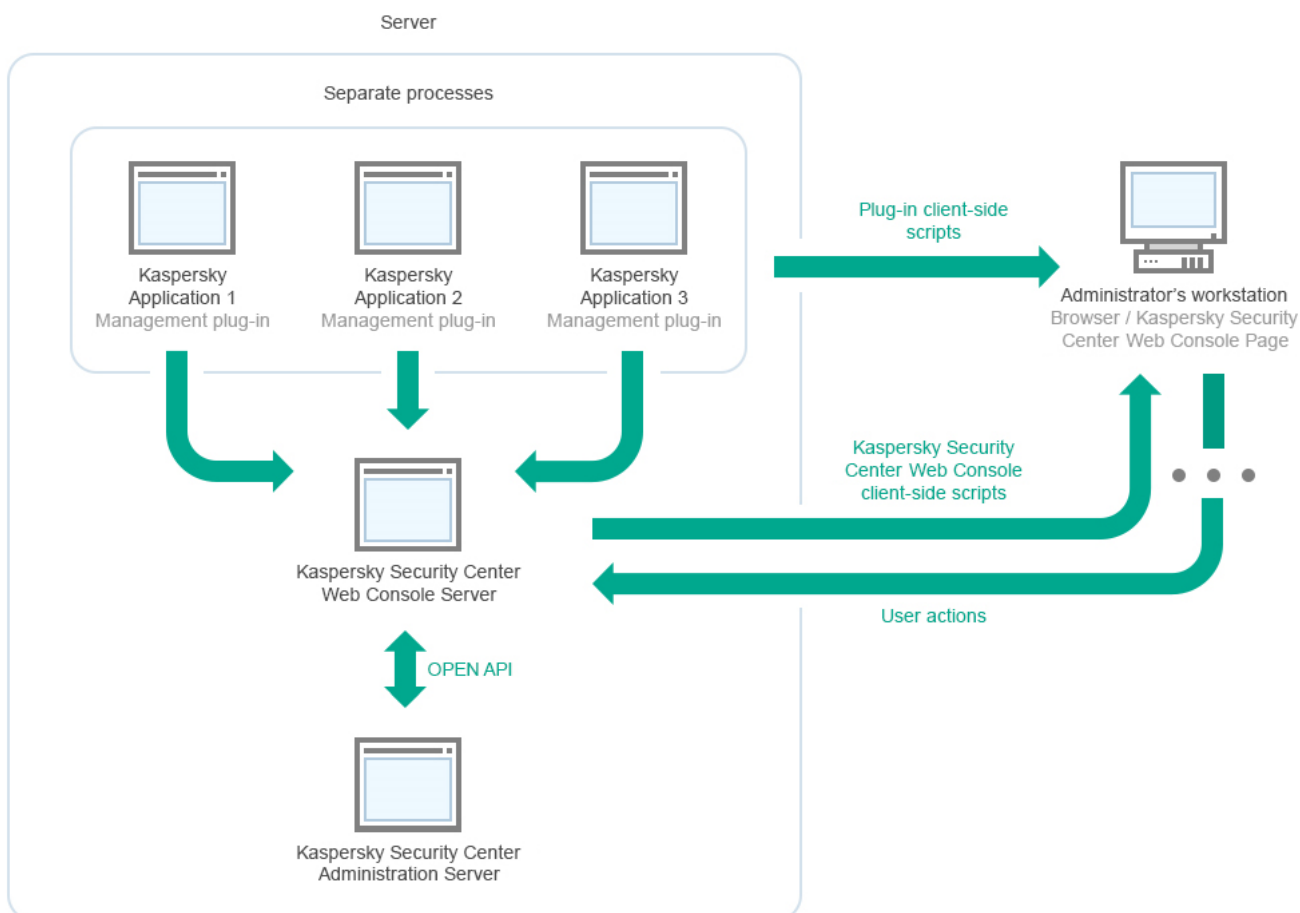 Server
Separate processes
Kaspersky
Application 1
Management plug-in
Kaspersky
Application 2
Management plug-in
Kaspersky
Application 3
Management plug-in
Plug-in client-side
scripts
Administrator's workstation
Browser / Kaspersky Security
Center Web Console Page
Kaspersky Security
Center Web Console
client-side scripts
Kaspersky Security Center
Web Console Server
User actions
OPEN API
Kaspersky Security Center
Administration Server